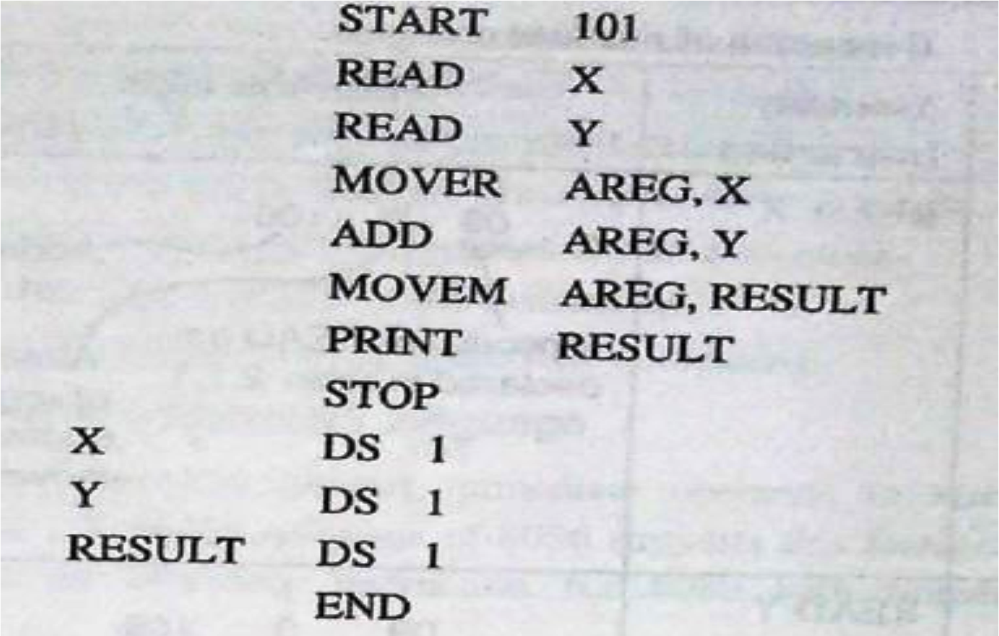 START 101
READ X
READ Y
MOVER AREG, X
ADD AREG, Y
MOVEM AREG, RESULT
PRINT RESULT
STOP
X DS 1
Y DS 1
RESULT DS 1
END